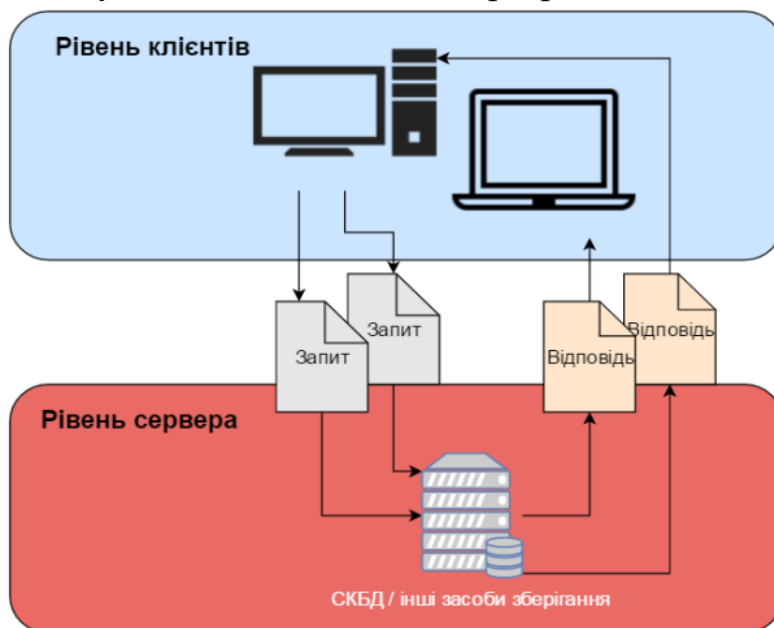 Рівень клієнтів
Запит
Запит
Відповідь
Відповідь
Рівень сервера
СКБД / інші засоби зберігання